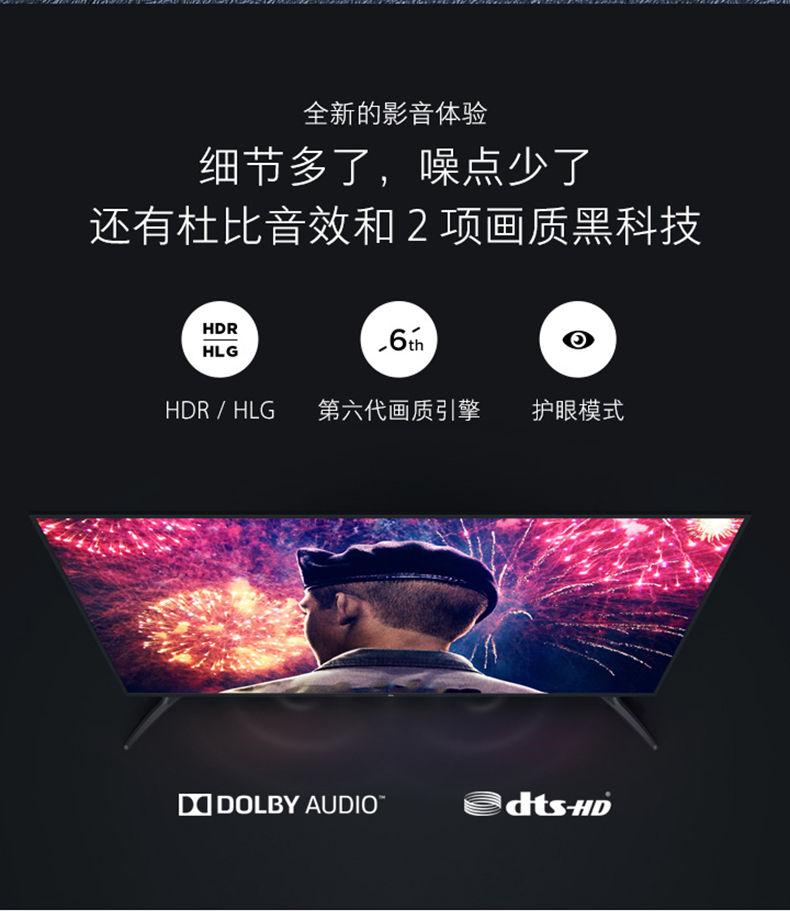 全新的影音体验
细节多了，噪点少了
还有杜比音效和 2 项画质黑科技
HDR
HLG
6th
HDR / HLG
第六代画质引擎
护眼模式
DOLBY AUDIO™
dts-HD®